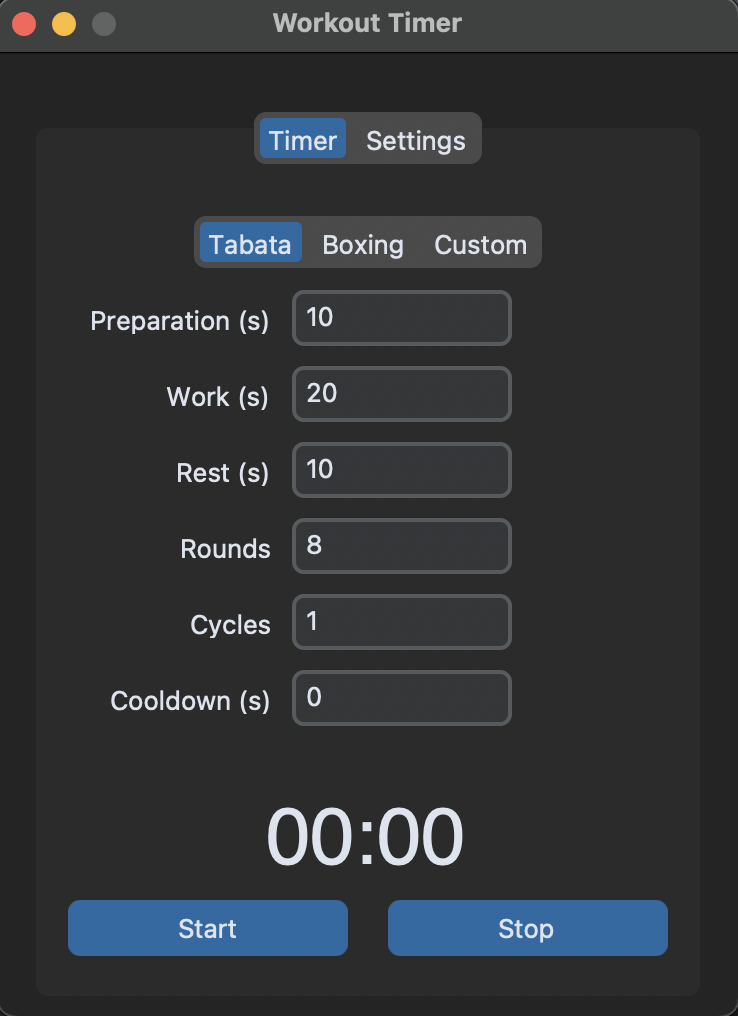 Workout Timer
Timer Settings
Tabata Boxing Custom
Preparation (s) 10
Work (s) 20
Rest (s) 10
Rounds 8
Cycles 1
Cooldown (s) 0
00:00
Start Stop